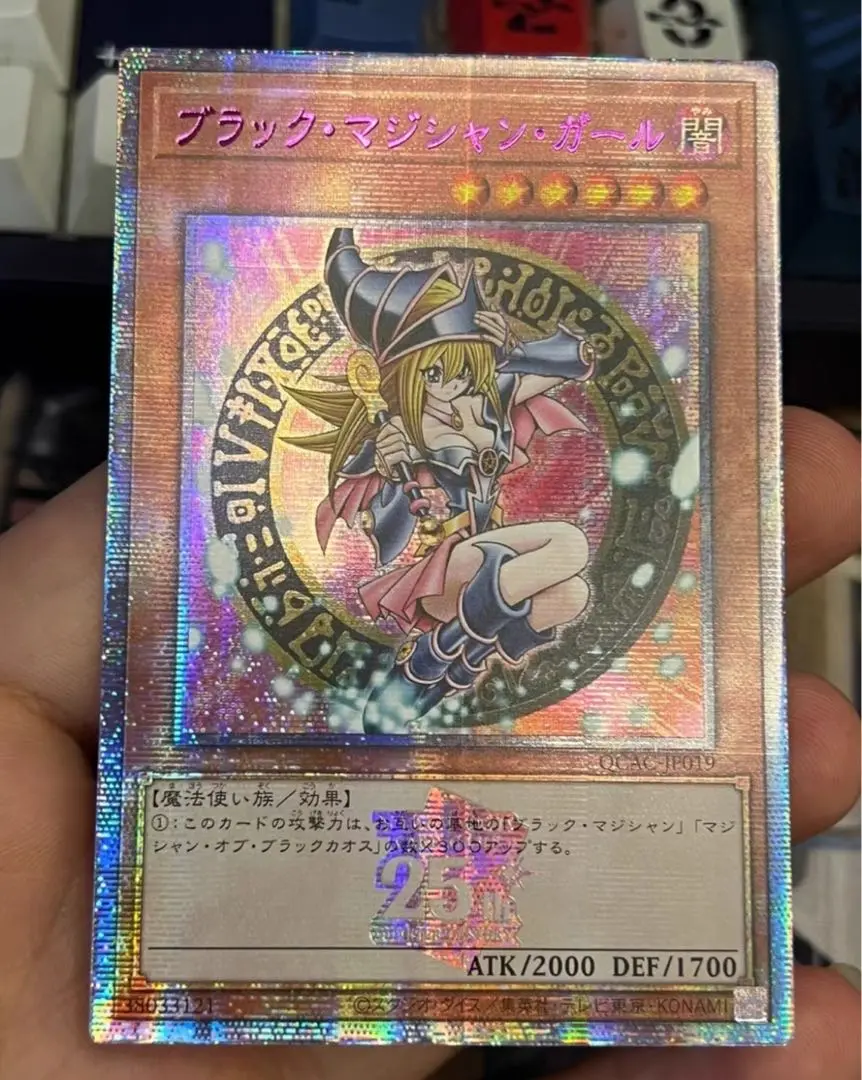 ブラック・マジシャン・ガール
やみ
闇
QCAC-JP019
【魔法使い族/効果】
①:このカードの攻撃力は、お互いの墓地の「ブラック・マジシャン」「マジ
シャン・オブ・ブラックカオス」の数×300アップする。
25th
ATK/2000 DEF/1700
38033121
©スタジオ・ダイス/集英社・テレビ東京・KONAMI